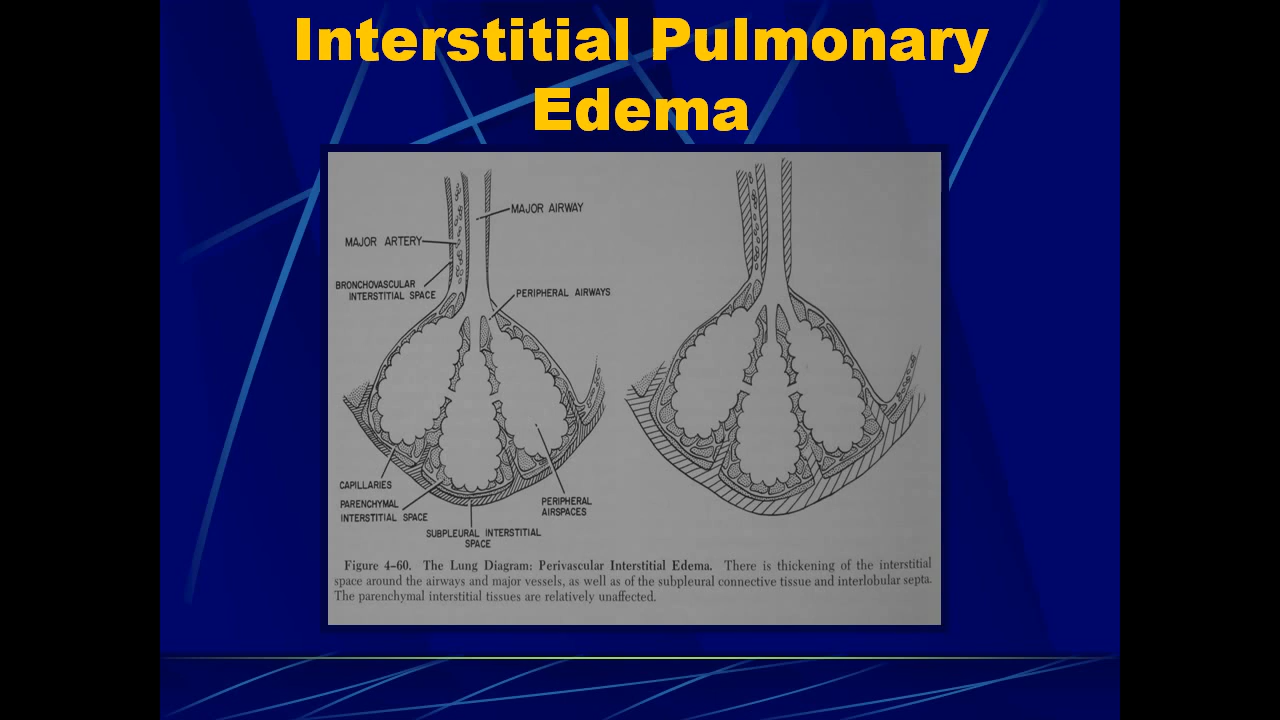 Interstitial Pulmonary
Edema
MAJOR AIRWAY
MAJOR ARTERY
BRONCHOVASCULAR
INTERSTITIAL SPACE
PERIPHERAL AIRWAYS
CAPILLARIES
PARENCHYMAL
INTERSTITIAL SPACE
PERIPHERAL
AIRSPACES
SUBPLEURAL INTERSTITIAL
SPACE
Figure 4–60. The Lung Diagram: Perivascular Interstitial Edema. There is thickening of the interstitial
space around the airways and major vessels, as well as of the subpleural connective tissue and interlobular septa.
The parenchymal interstitial tissues are relatively unaffected.